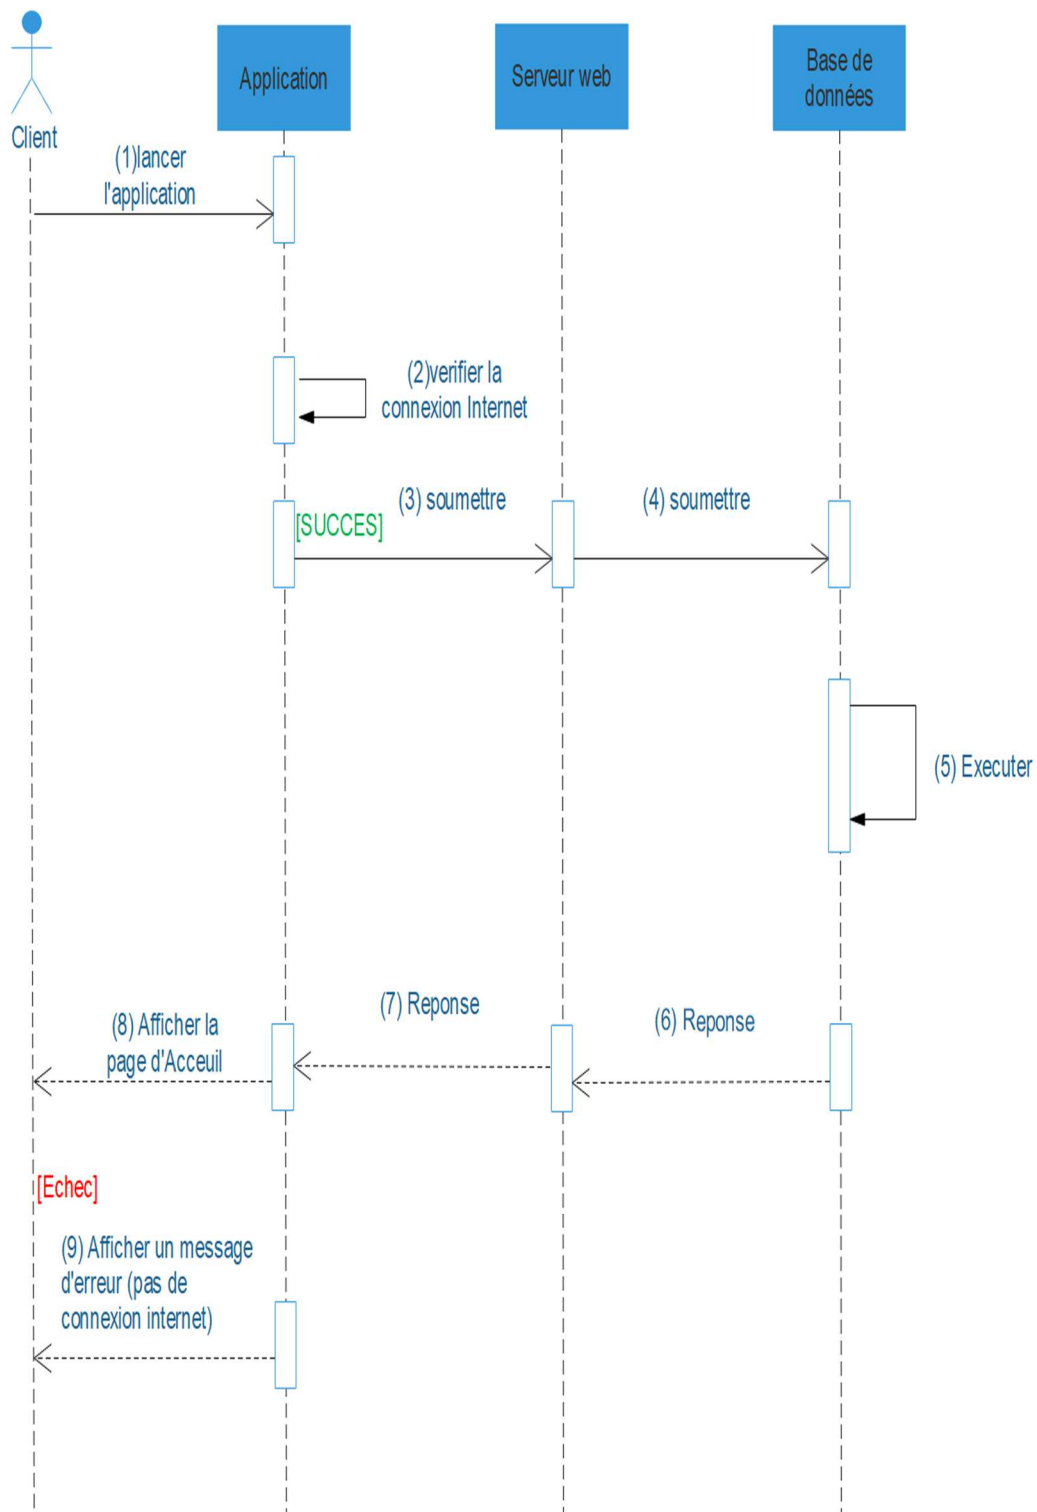 Client
Application
Serveur web
Base de
données
(1)lancer
l'application
(2)verifier la
connexion Internet
[SUCCES]
(3) soumettre
(4) soumettre
(5) Executer
(6) Reponse
(7) Reponse
(8) Afficher la
page d'Acceuil
[Echec]
(9) Afficher un message
d'erreur (pas de
connexion internet)